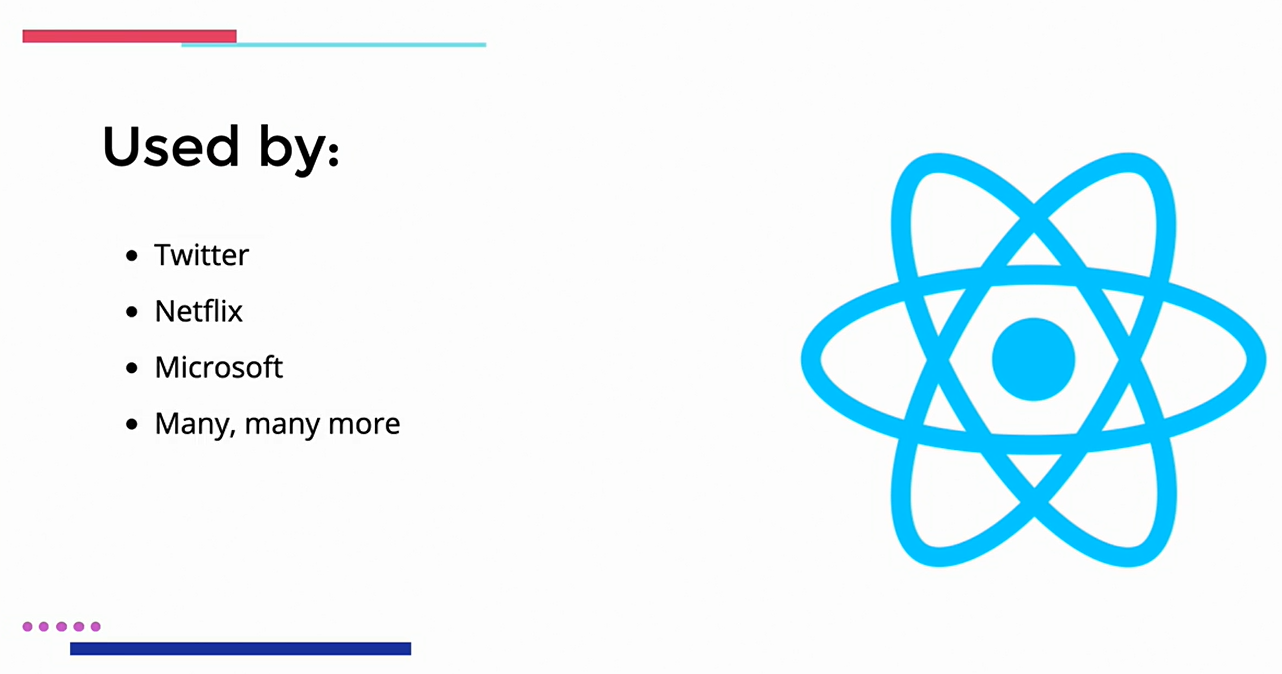 Used by:
Twitter
Netflix
Microsoft
Many, many more